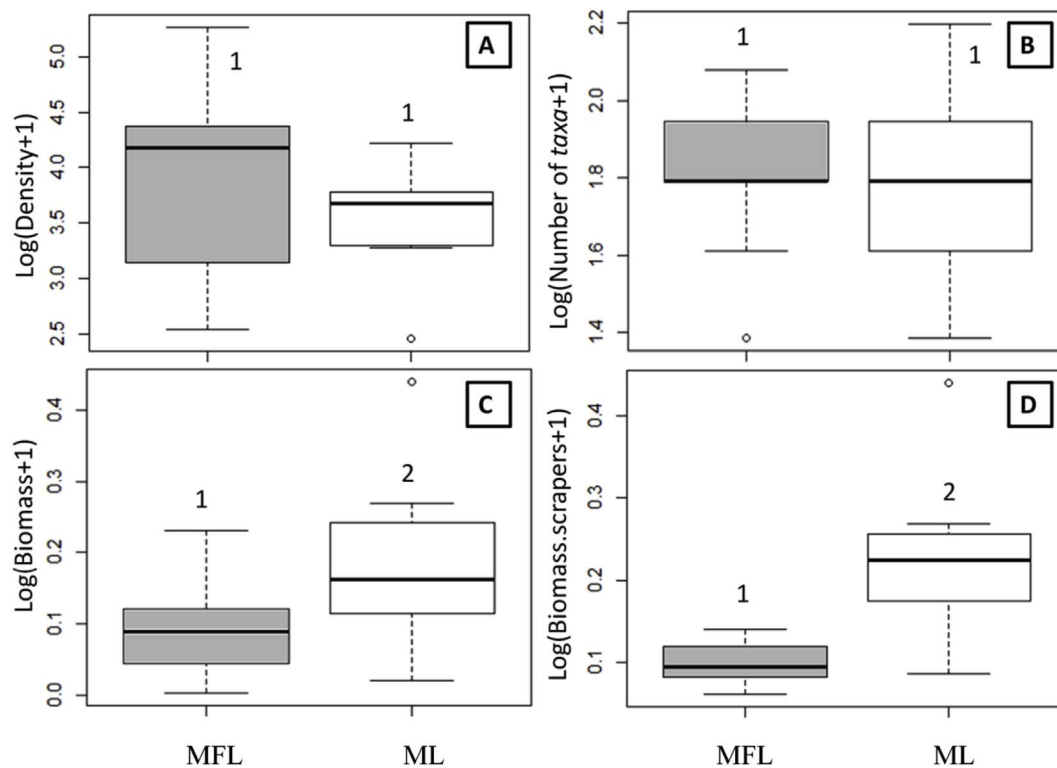 A
Log(Density+1)
5.0
4.5
4.0
3.5
3.0
2.5
1
1
B
Log(Number of taxa+1)
2.2
2.0
1.8
1.6
1.4
1
1
C
Log(Biomass+1)
0.4
0.3
0.2
0.1
0.0
1
2
D
Log(Biomass.scrapers+1)
0.4
0.3
0.2
0.1
1
2
MFL
ML
MFL
ML